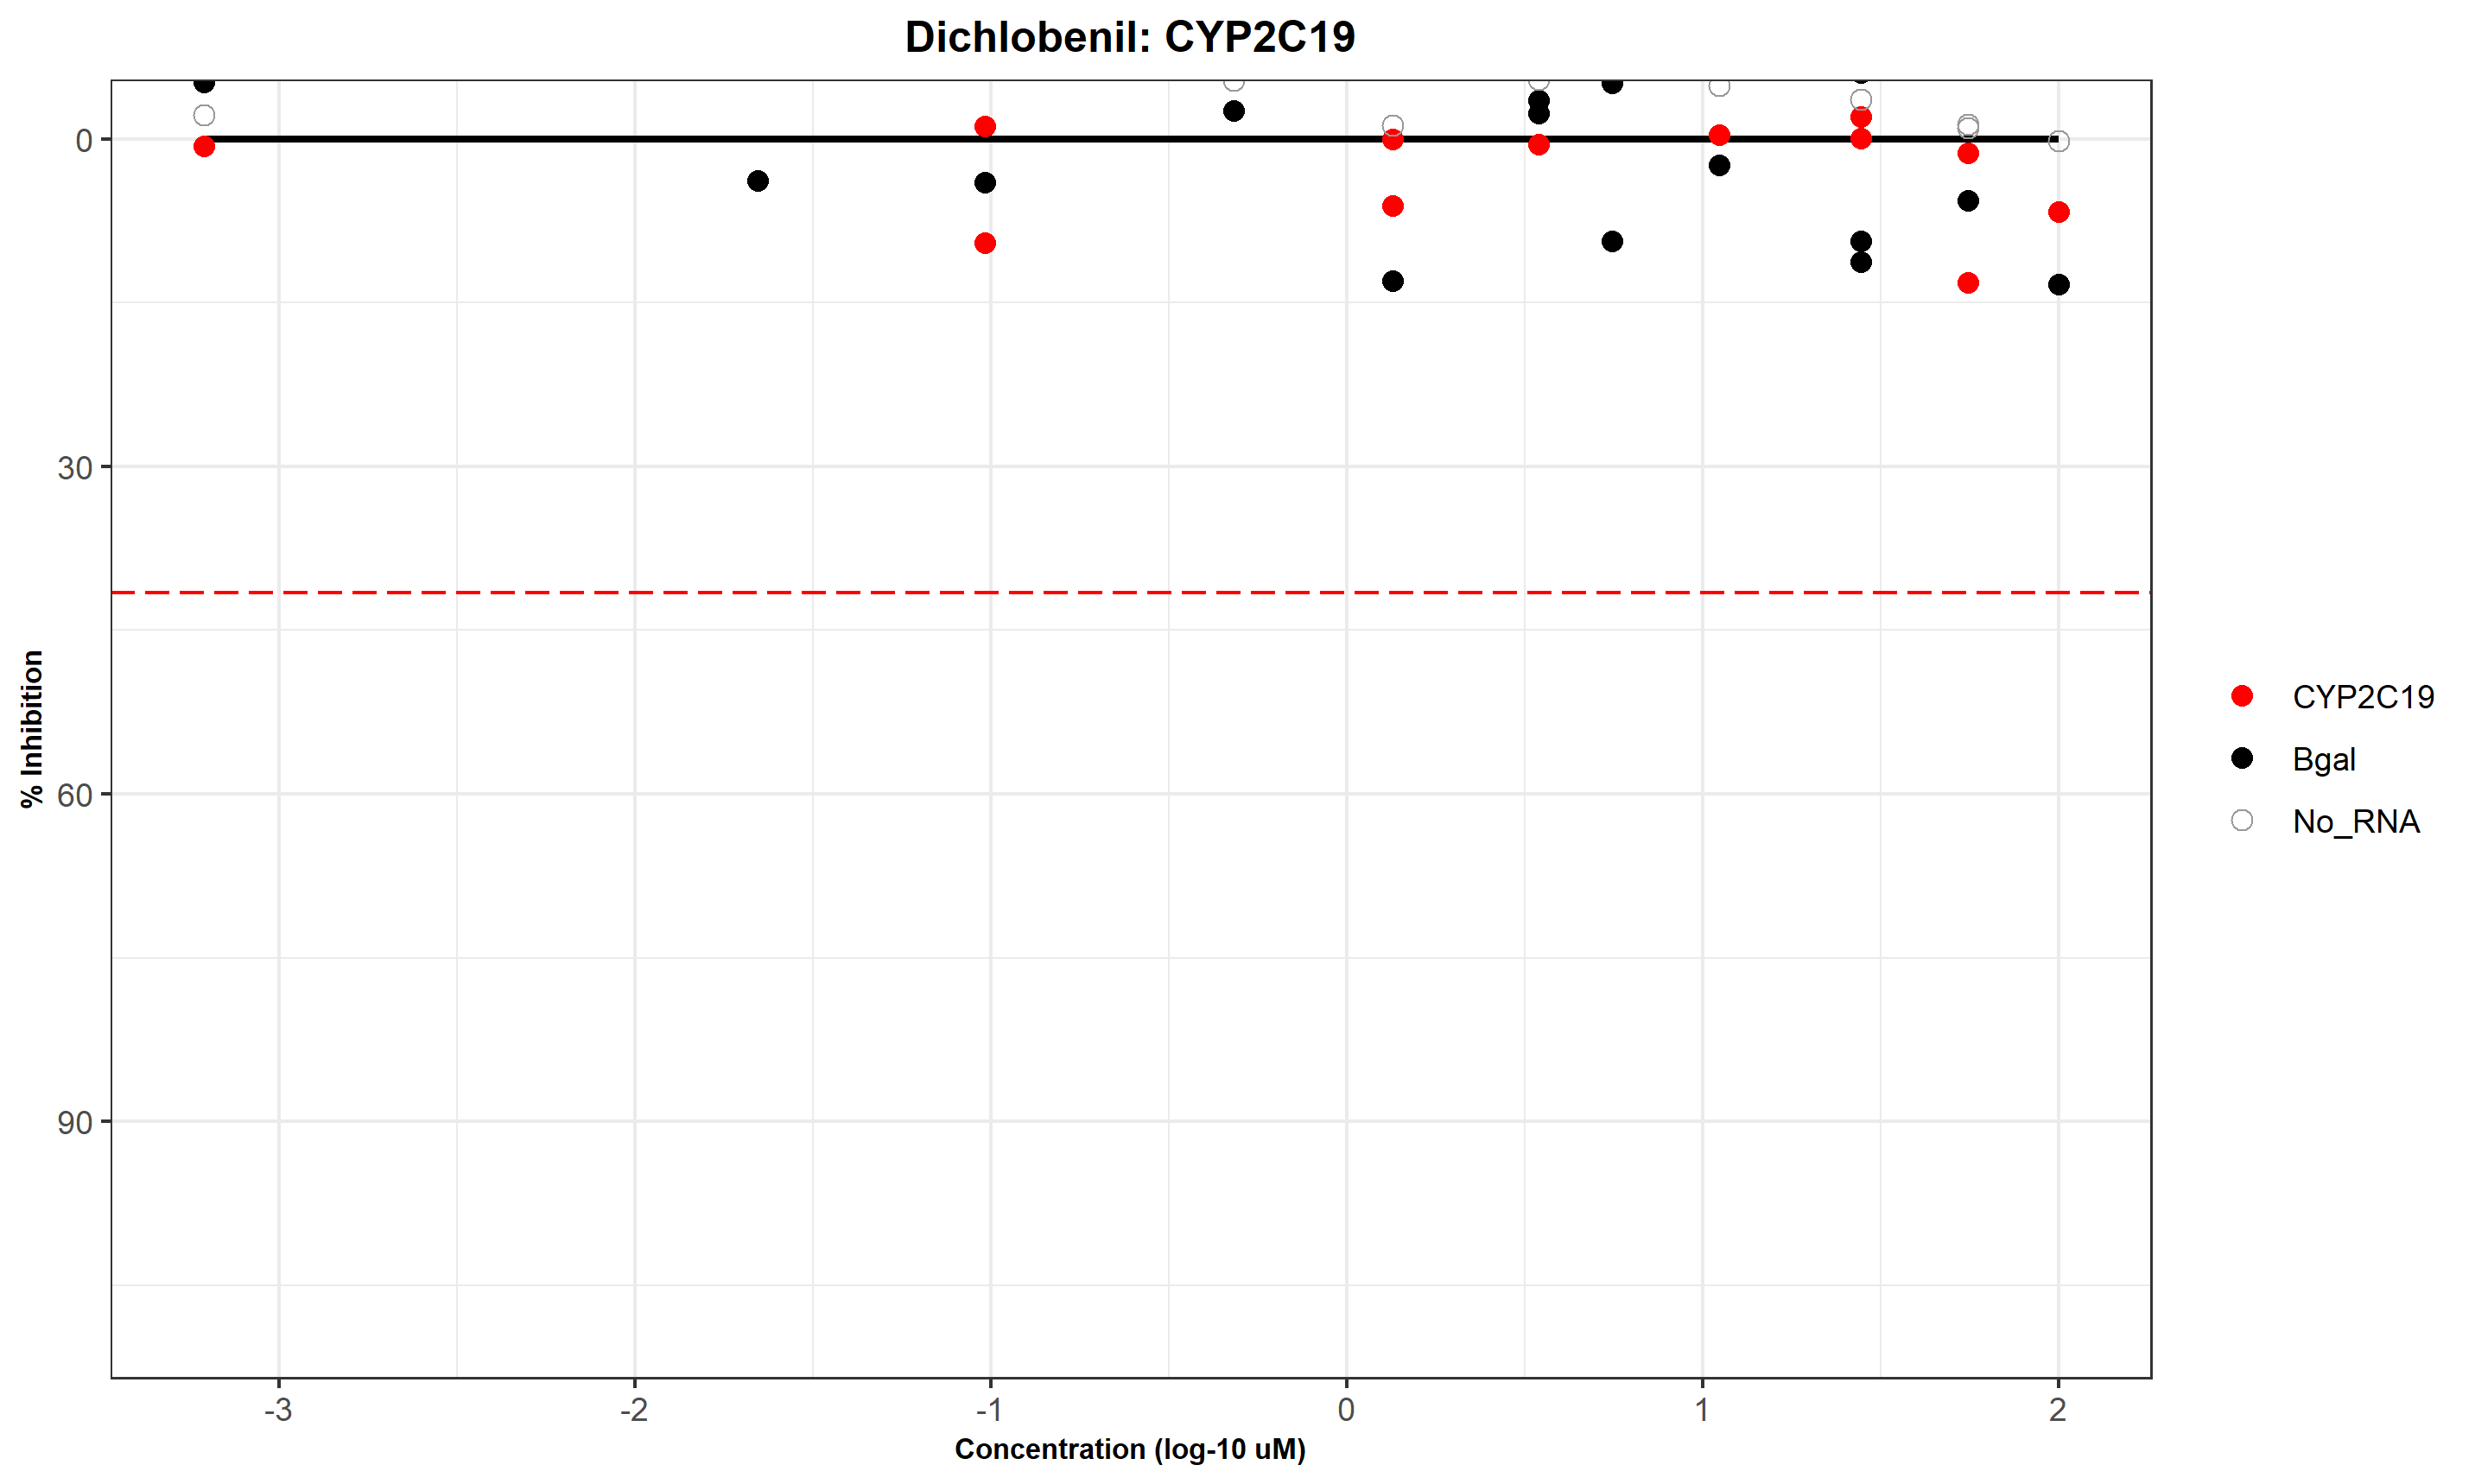 Dichlobenil: CYP2C19
% Inhibition
0
30
60
90
-3
-2
-1
0
1
2
Concentration (log-10 uM)
CYP2C19
Bgal
No_RNA